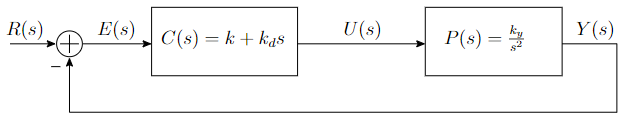 R(s) E(s) C(s) = k + k_d s U(s) P(s) = k_y/s^2 Y(s)
−